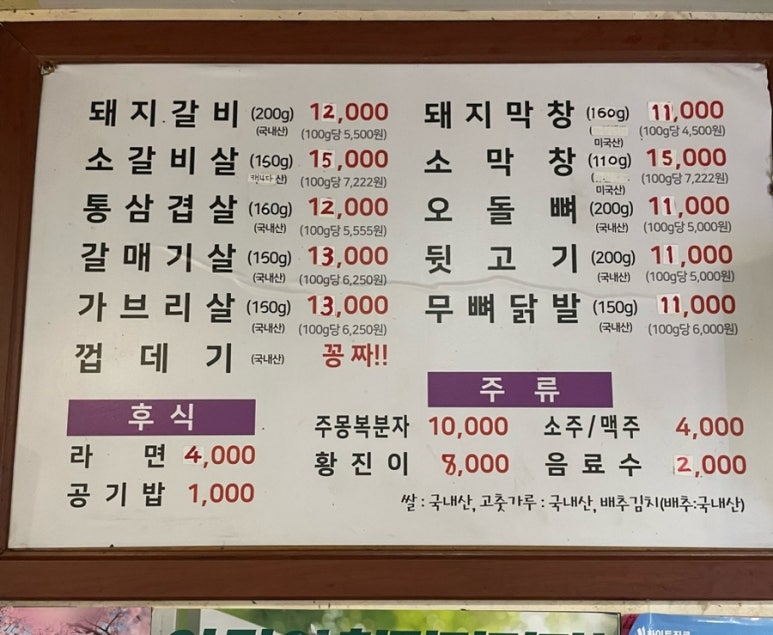 돼지갈비 (200g) 12,000
(국내산) (100g당 5,500원)
소갈비살 (160g) 15,000
캐나다산) (100g당 7,222원)
통삼겹살 (160g) 12,000
(국내산) (100g당 5,555원)
갈매기살 (150g) 13,000
(국내산) (100g당 6,250원)
가브리살 (150g) 13,000
(국내산) (100g당 6,250원)
껍데기 (국내산) 꽁짜!!
돼지막창 (160g) 11,000
미국산) (100g당 4,500원)
소막창 (110g) 15,000
미국산) (100g당 7,222원)
오돌뼈 (200g) 11,000
(국내산) (100g당 5,000원)
뒷고기 (200g) 11,000
(국내산) (100g당 5,000원)
무뼈닭발 (150g) 11,000
(국내산) (100g당 6,000원)
후식
라면 4,000
공기밥 1,000
주류
주몽복분자 10,000 소주/맥주 4,000
황진이 8,000 음료수 2,000
쌀 : 국내산, 고춧가루 : 국내산, 배추김치(배추:국내산)